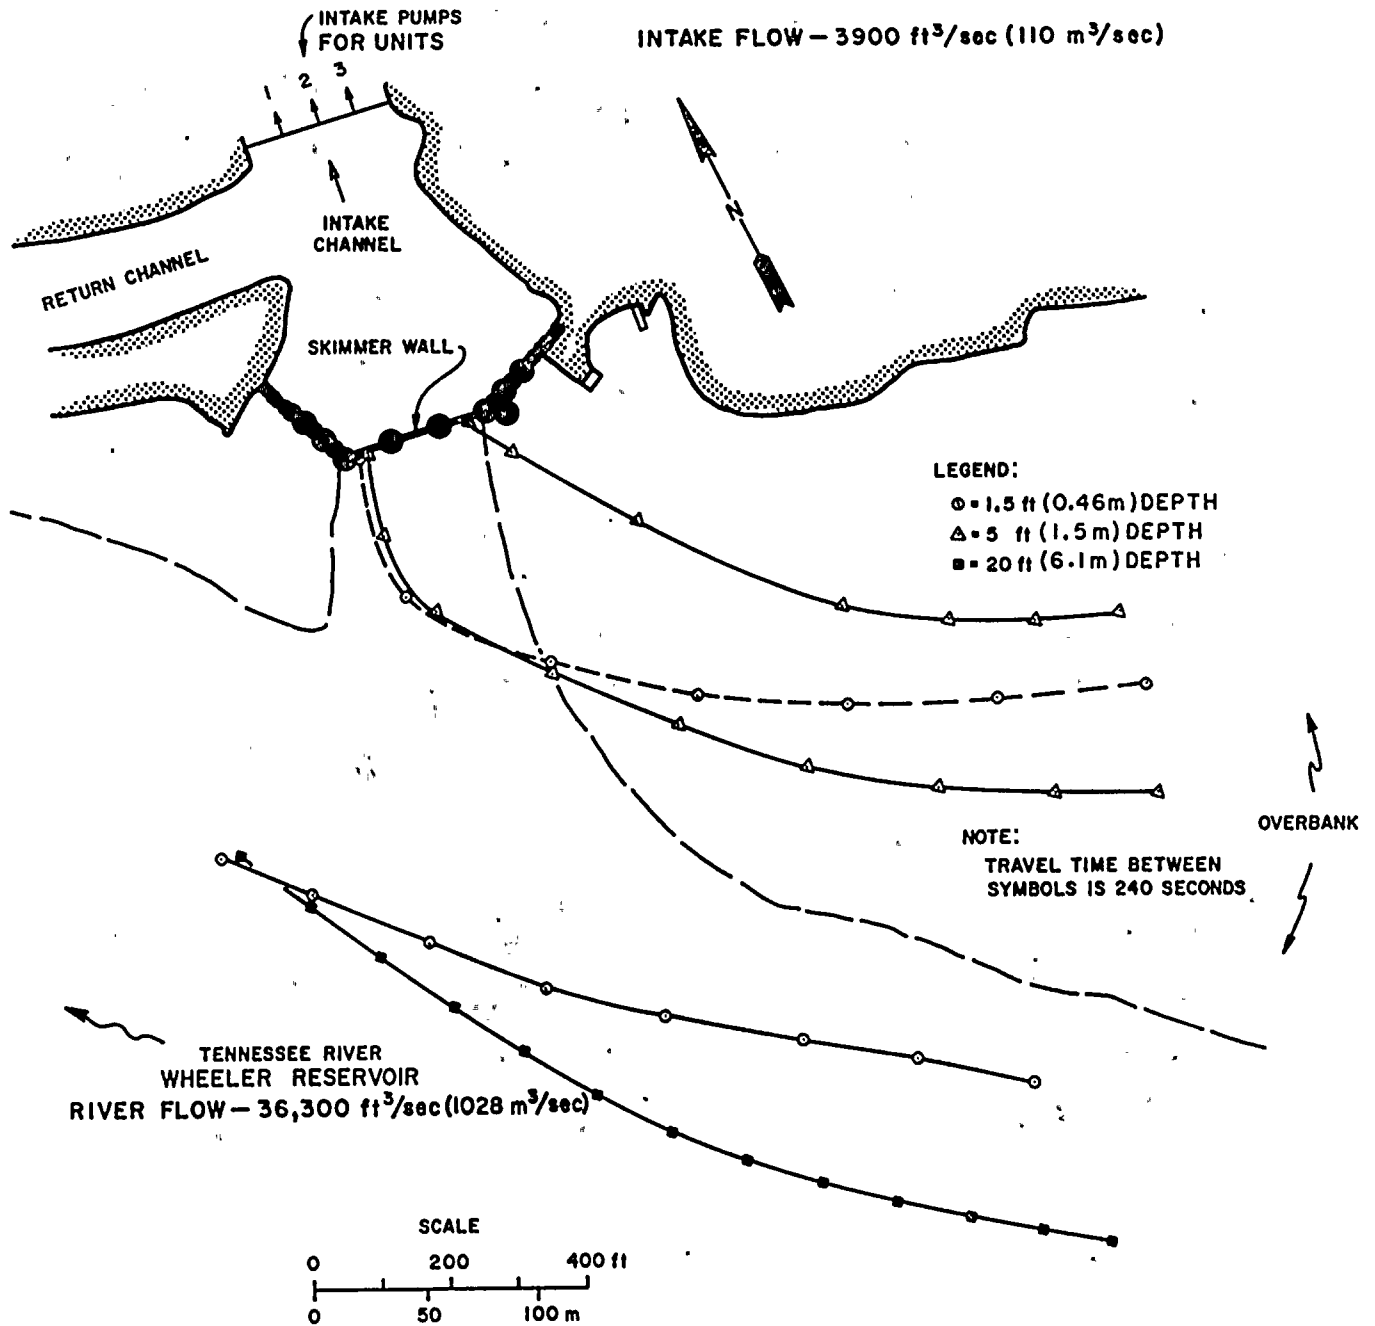 INTAKE PUMPS
FOR UNITS
INTAKE FLOW – 3900 ft³/sec (110 m³/sec)
1 2 3
N
INTAKE
CHANNEL
RETURN CHANNEL
SKIMMER WALL
LEGEND:
⊙ = 1.5 ft (0.46m) DEPTH
△ = 5 ft (1.5m) DEPTH
■ = 20 ft (6.1m) DEPTH
OVERBANK
NOTE:
TRAVEL TIME BETWEEN
SYMBOLS IS 240 SECONDS
TENNESSEE RIVER
WHEELER RESERVOIR
RIVER FLOW – 36,300 ft³/sec (1028 m³/sec)
SCALE
0 200 400 ft
0 50 100 m